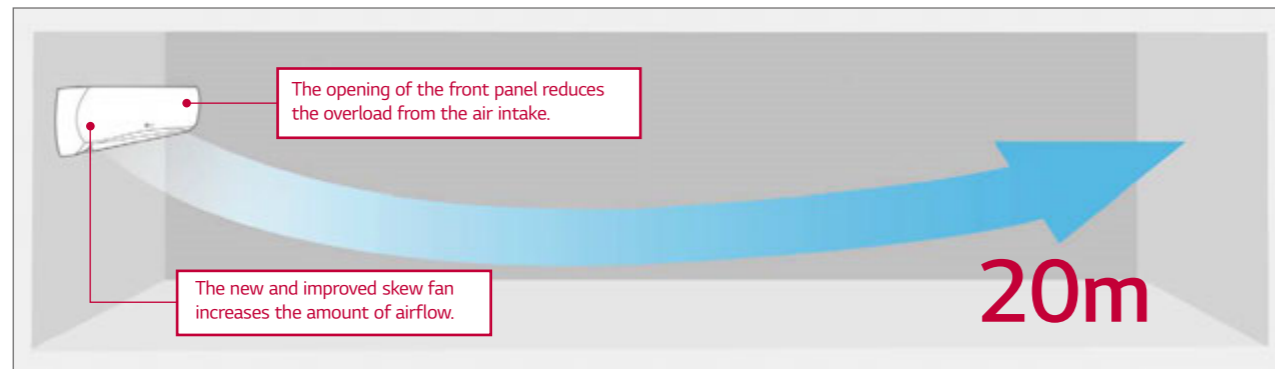 The opening of the front panel reduces
the overload from the air intake.
The new and improved skew fan
increases the amount of airflow.
20m